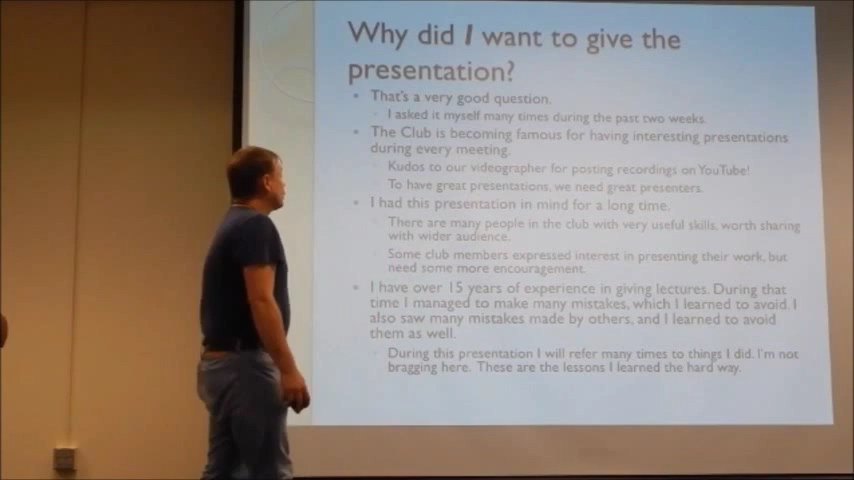 Why did I want to give the
presentation?
• That's a very good question.
I asked it myself many times during the past two weeks.
• The Club is becoming famous for having interesting presentations
during every meeting.
Kudos to our videographer for posting recordings on YouTube!
To have great presentations, we need great presenters.
• I had this presentation in mind for a long time.
There are many people in the club with very useful skills, worth sharing
with wider audience.
Some club members expressed interest in presenting their work, but
need some more encouragement.
• I have over 15 years of experience in giving lectures. During that
time I managed to make many mistakes, which I learned to avoid. I
also saw many mistakes made by others, and I learned to avoid
them as well.
During this presentation I will refer many times to things I did. I'm not
bragging here. These are the lessons I learned the hard way.